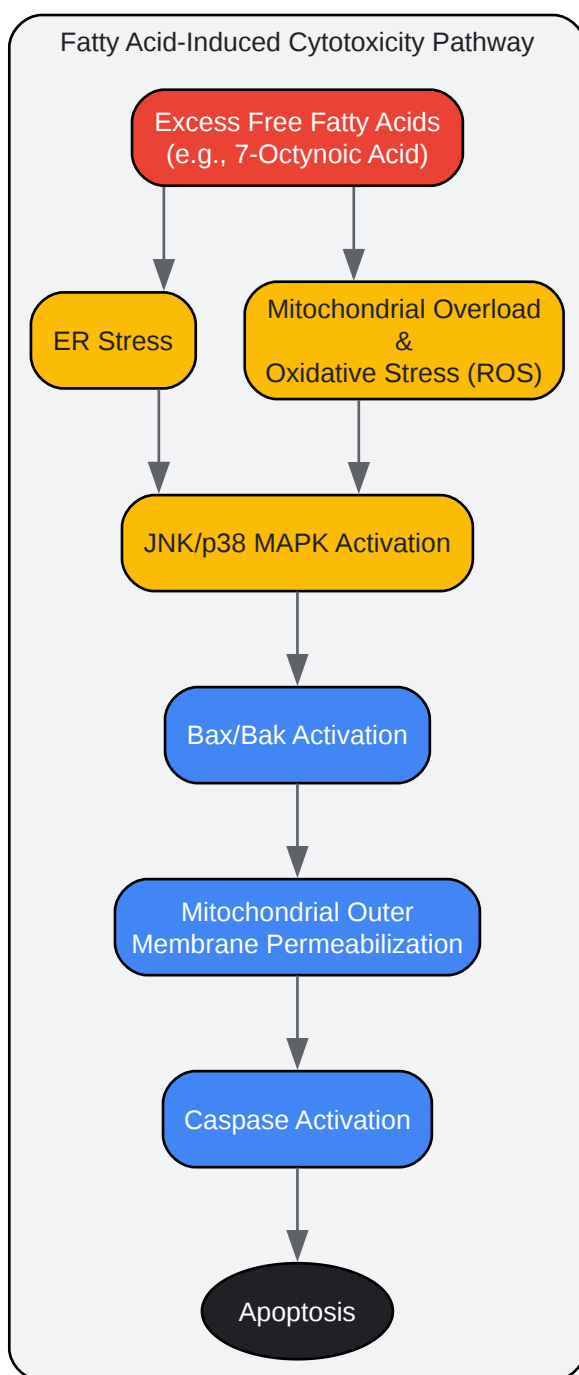 Fatty Acid-Induced Cytotoxicity Pathway
Excess Free Fatty Acids
(e.g., 7-Octynoic Acid)
ER Stress
Mitochondrial Overload
&
Oxidative Stress (ROS)
JNK/p38 MAPK Activation
Bax/Bak Activation
Mitochondrial Outer
Membrane Permeabilization
Caspase Activation
Apoptosis